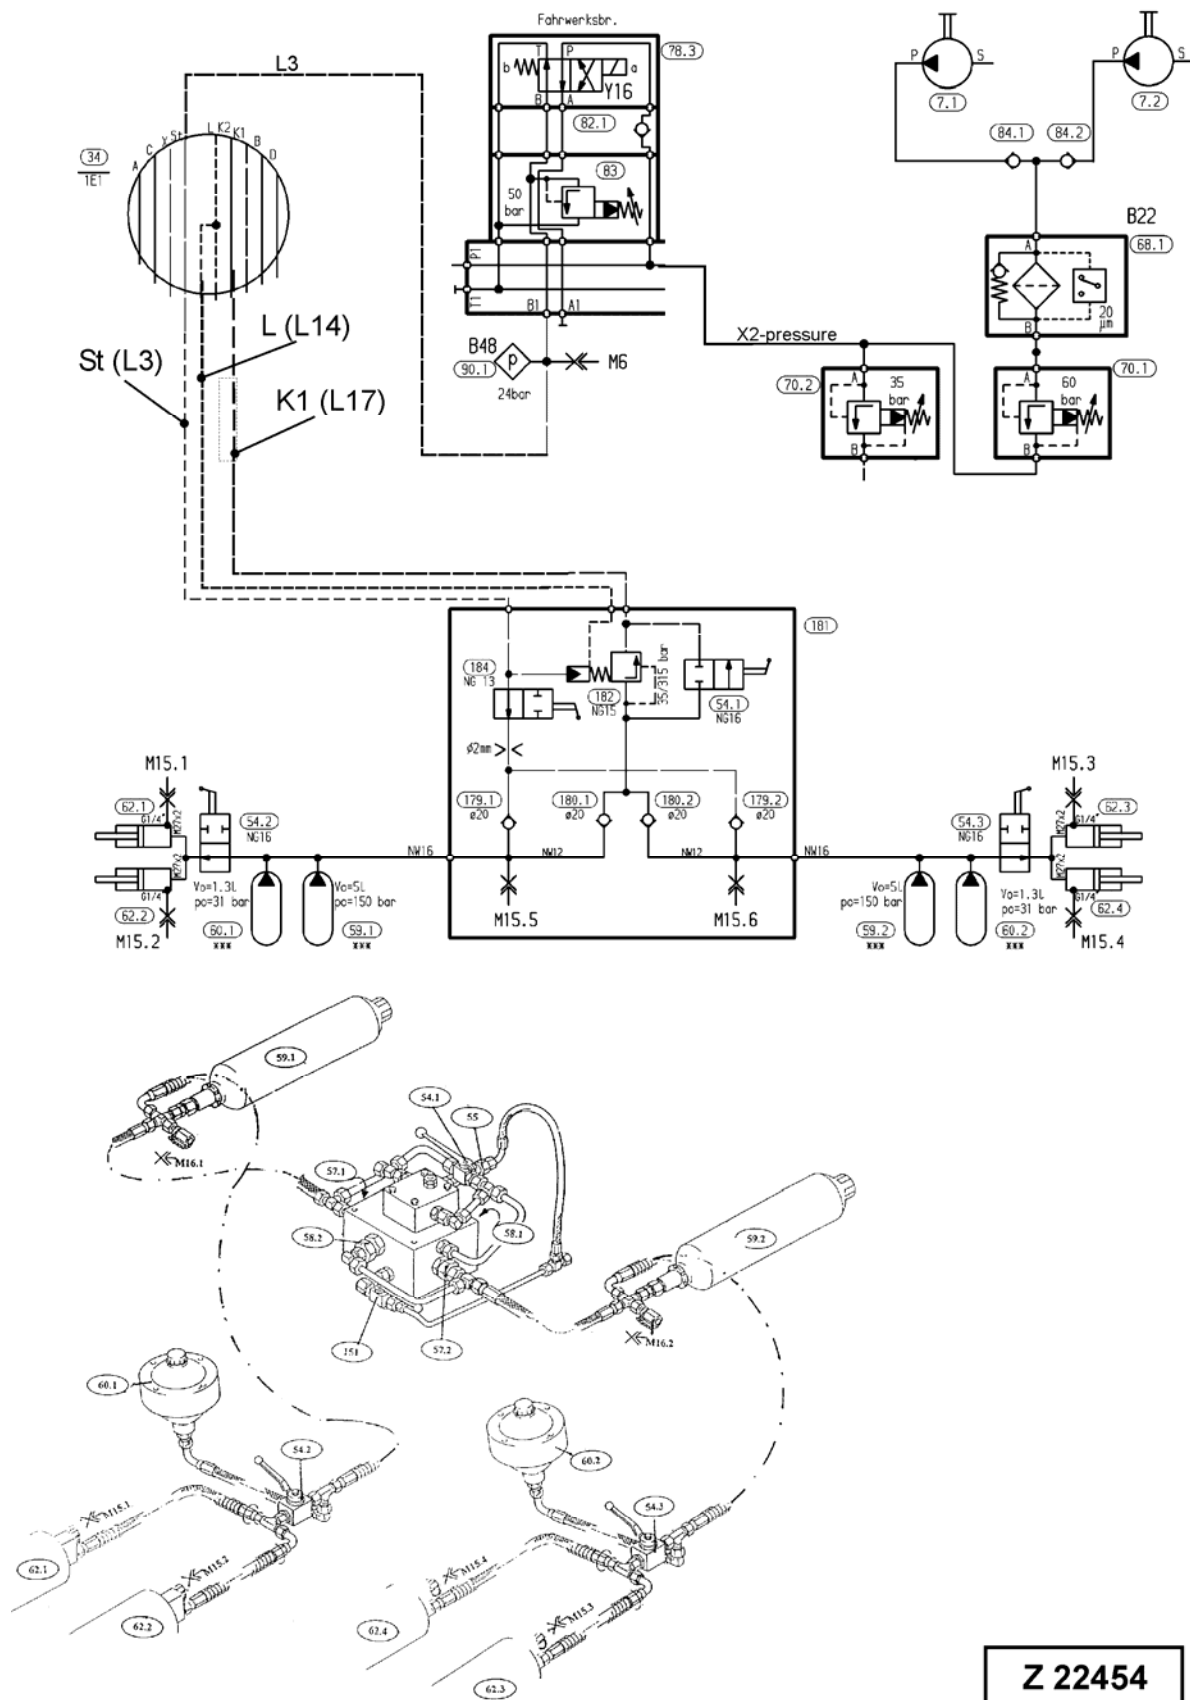 Fahrwerksbr.
L3
T P
b a
Y16
78.3
B A
82.1
83
50
bar
P1
T1
B1 A1
B48
90.1
24bar
M6
P S
7.1
P S
7.2
84.1 84.2
B22
68.1
A
20
µm
B
X2-pressure
70.2
A
35
bar
B
70.1
A
60
bar
B
34
1E1
A C X St L K2 K1 B D
L (L14)
St (L3)
K1 (L17)
181
184
NG 13
182
NG15
35/315 bar
54.1
NG16
ø2mm
179.1
ø20
180.1
ø20
180.2
ø20
179.2
ø20
M15.1
62.1
G1/4"
M27x2
54.2
NG16
NW16
NW12
NW12
NW16
M27x2
G1/4"
62.2
M15.2
Vo=1.3L
po=31 bar
60.1
***
Vo=5L
po=150 bar
59.1
***
M15.5
M15.6
M15.3
62.3
G1/4"
54.3
NG16
M27x2
G1/4"
62.4
M15.4
Vo=5L
po=150 bar
59.2
***
Vo=1.3L
po=31 bar
60.2
***
59.1
M16.1
54.1
55
57.1
58.2
58.1
151
57.2
59.2
M16.2
60.1
54.2
M15.1
62.1
M15.2
62.2
60.2
54.3
M15.4
62.4
M15.3
62.3
Z 22454